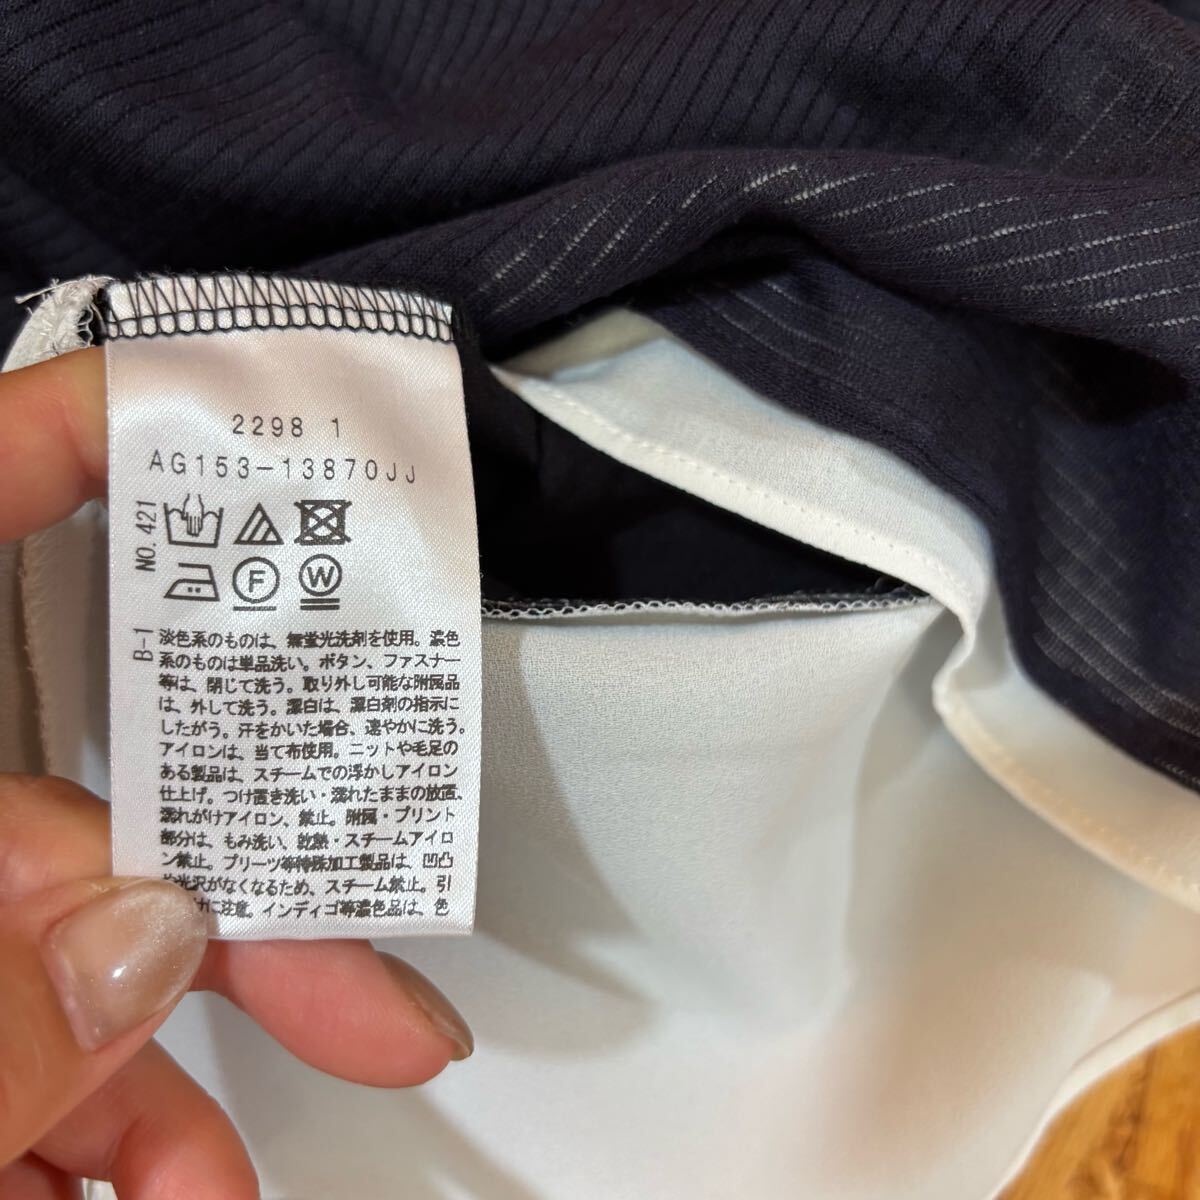 2298 1
AG153-13870JJ
NO.421
F
W
B-1
淡色系のものは、無蛍光洗剤を使用。濃色
系のものは単品洗い。ボタン、ファスナー
等は、閉じて洗う。取り外し可能な附属品
は、外して洗う。漂白は、漂白剤の指示に
したがう。汗をかいた場合、速やかに洗う。
アイロンは、当て布使用。ニットや毛足の
ある製品は、スチームでの浮かしアイロン
仕上げ。つけ置き洗い・濡れたままの放置、
濡れがけアイロン、禁止。附属・プリント
部分は、もみ洗い、乾熱・スチームアイロ
ン禁止。プリーツ等特殊加工製品は、凹凸
光沢がなくなるため、スチーム禁止。引
に注意。インディゴ等濃色品は、色